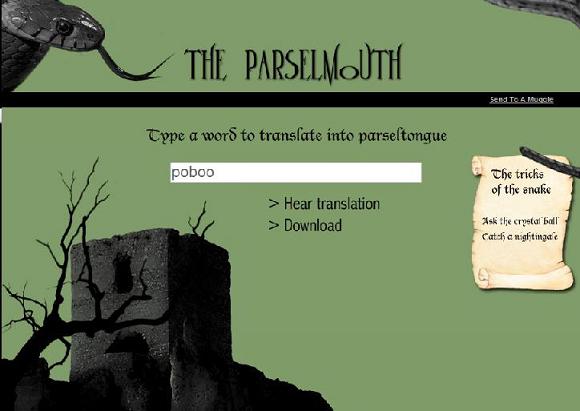 THE PARSELMOUTH
Send To A Muggle
Type a word to translate into parseltongue
poboo
> Hear translation
> Download
The tricks
of the snake
Ask the crystal ball
Catch a nightingale